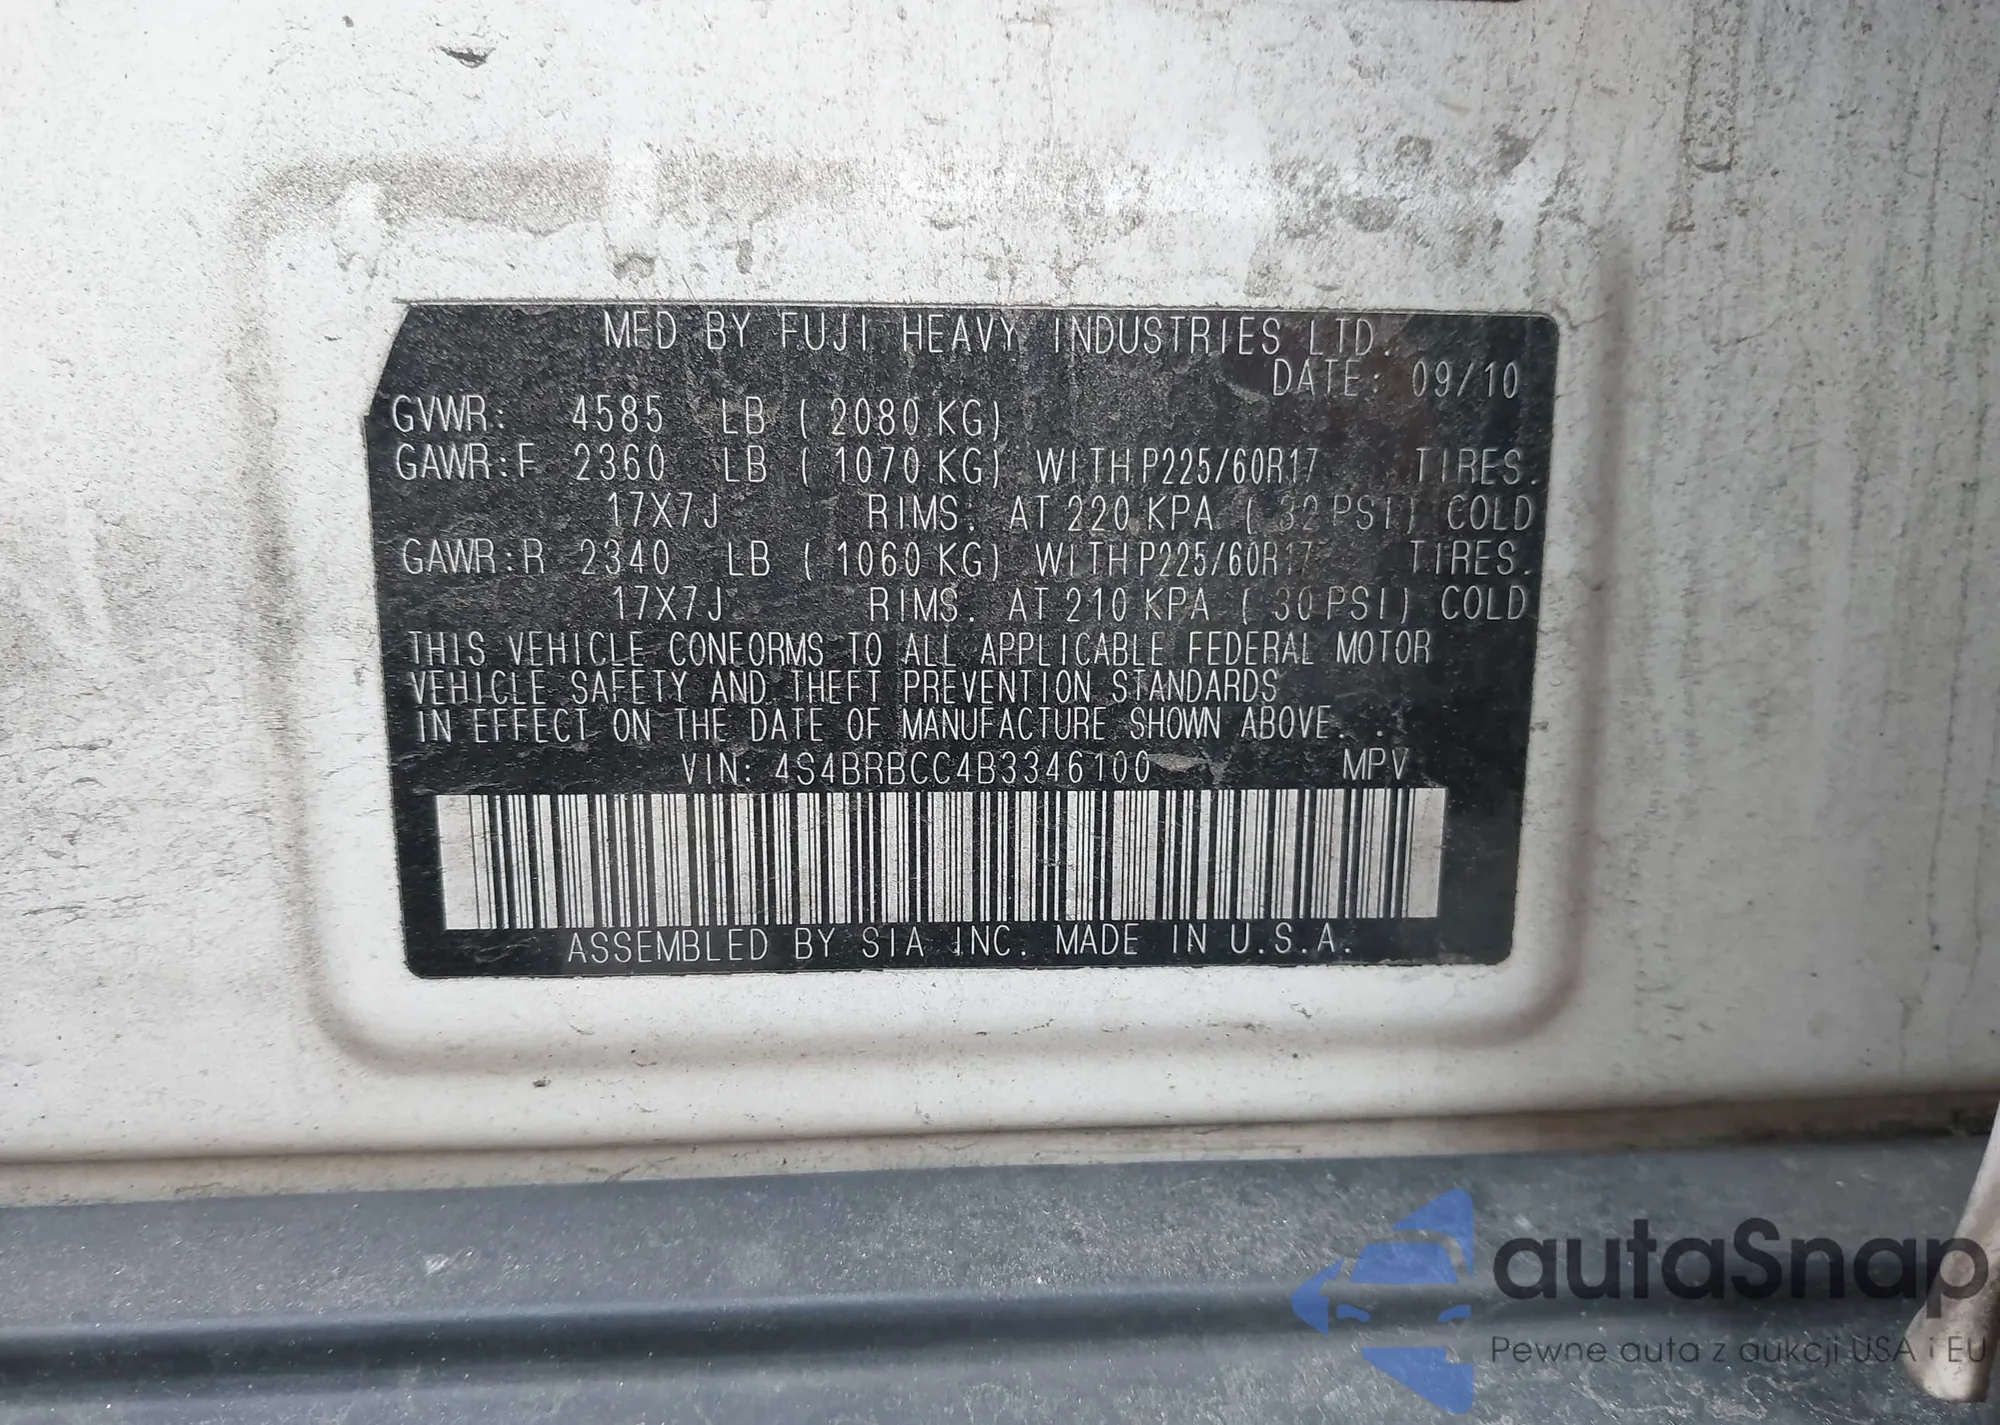 MFD BY FUJI HEAVY INDUSTRIES LTD.
DATE: 09/10
GVWR: 4585 LB ( 2080 KG)
GAWR:F 2360 LB ( 1070 KG) WITH P225/60R17 TIRES.
17X7J RIMS. AT 220 KPA ( 32 PSI) COLD
GAWR:R 2340 LB ( 1060 KG) WITH P225/60R17 TIRES.
17X7J RIMS. AT 210 KPA ( 30 PSI) COLD
THIS VEHICLE CONFORMS TO ALL APPLICABLE FEDERAL MOTOR
VEHICLE SAFETY AND THEFT PREVENTION STANDARDS
IN EFFECT ON THE DATE OF MANUFACTURE SHOWN ABOVE.
VIN: 4S4BRBCC4B3346100 MPV
ASSEMBLED BY SIA INC. MADE IN U.S.A.
autaSnap
Pewne auta z aukcji USA i EU